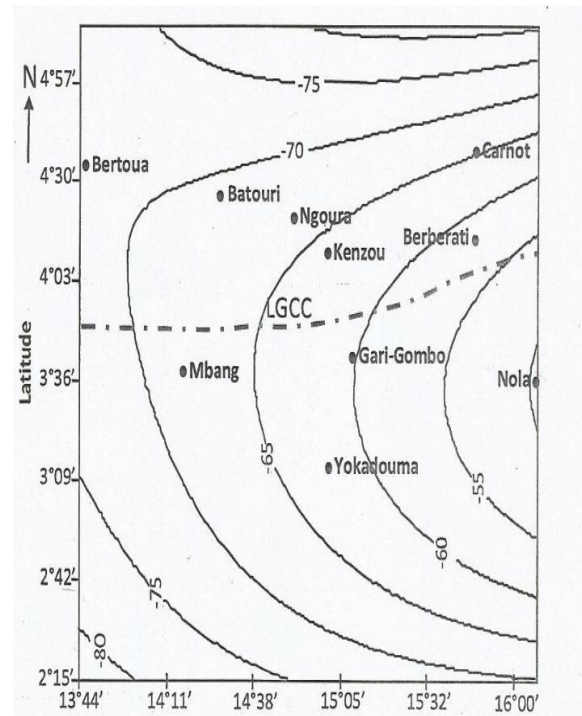 N 4°57'
-75
-70
Carnot
Bertoua
4°30'
Batouri
Ngoura
Berberati
Kenzou
4°03'
LGCC
Latitude
Gari-Gombo
Mbang
3°36'
Nola
-65
Yokadouma
3°09'
-55
-60
2°42'
-75
-80
2°15'
13°44' 14°11' 14°38' 15°05' 15°32' 16°00'